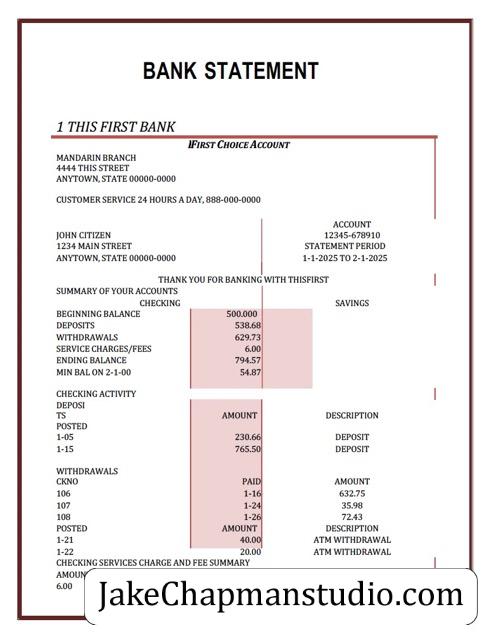 BANK STATEMENT
1 THIS FIRST BANK
IFIRST CHOICE ACCOUNT
MANDARIN BRANCH
4444 THIS STREET
ANYTOWN, STATE 00000-0000
CUSTOMER SERVICE 24 HOURS A DAY, 888-000-0000
ACCOUNT
JOHN CITIZEN 12345-678910
1234 MAIN STREET STATEMENT PERIOD
ANYTOWN, STATE 00000-0000 1-1-2025 TO 2-1-2025
THANK YOU FOR BANKING WITH THISFIRST
SUMMARY OF YOUR ACCOUNTS
CHECKING SAVINGS
BEGINNING BALANCE 500.000
DEPOSITS 538.68
WITHDRAWALS 629.73
SERVICE CHARGES/FEES 6.00
ENDING BALANCE 794.57
MIN BAL ON 2-1-00 54.87
CHECKING ACTIVITY
DEPOSI
TS AMOUNT DESCRIPTION
POSTED
1-05 230.66 DEPOSIT
1-15 765.50 DEPOSIT
WITHDRAWALS
CKNO PAID AMOUNT
106 1-16 632.75
107 1-24 35.98
108 1-26 72.43
POSTED AMOUNT DESCRIPTION
1-21 40.00 ATM WITHDRAWAL
1-22 20.00 ATM WITHDRAWAL
CHECKING SERVICES CHARGE AND FEE SUMMARY
AMOUN
6.00
JakeChapmanstudio.com